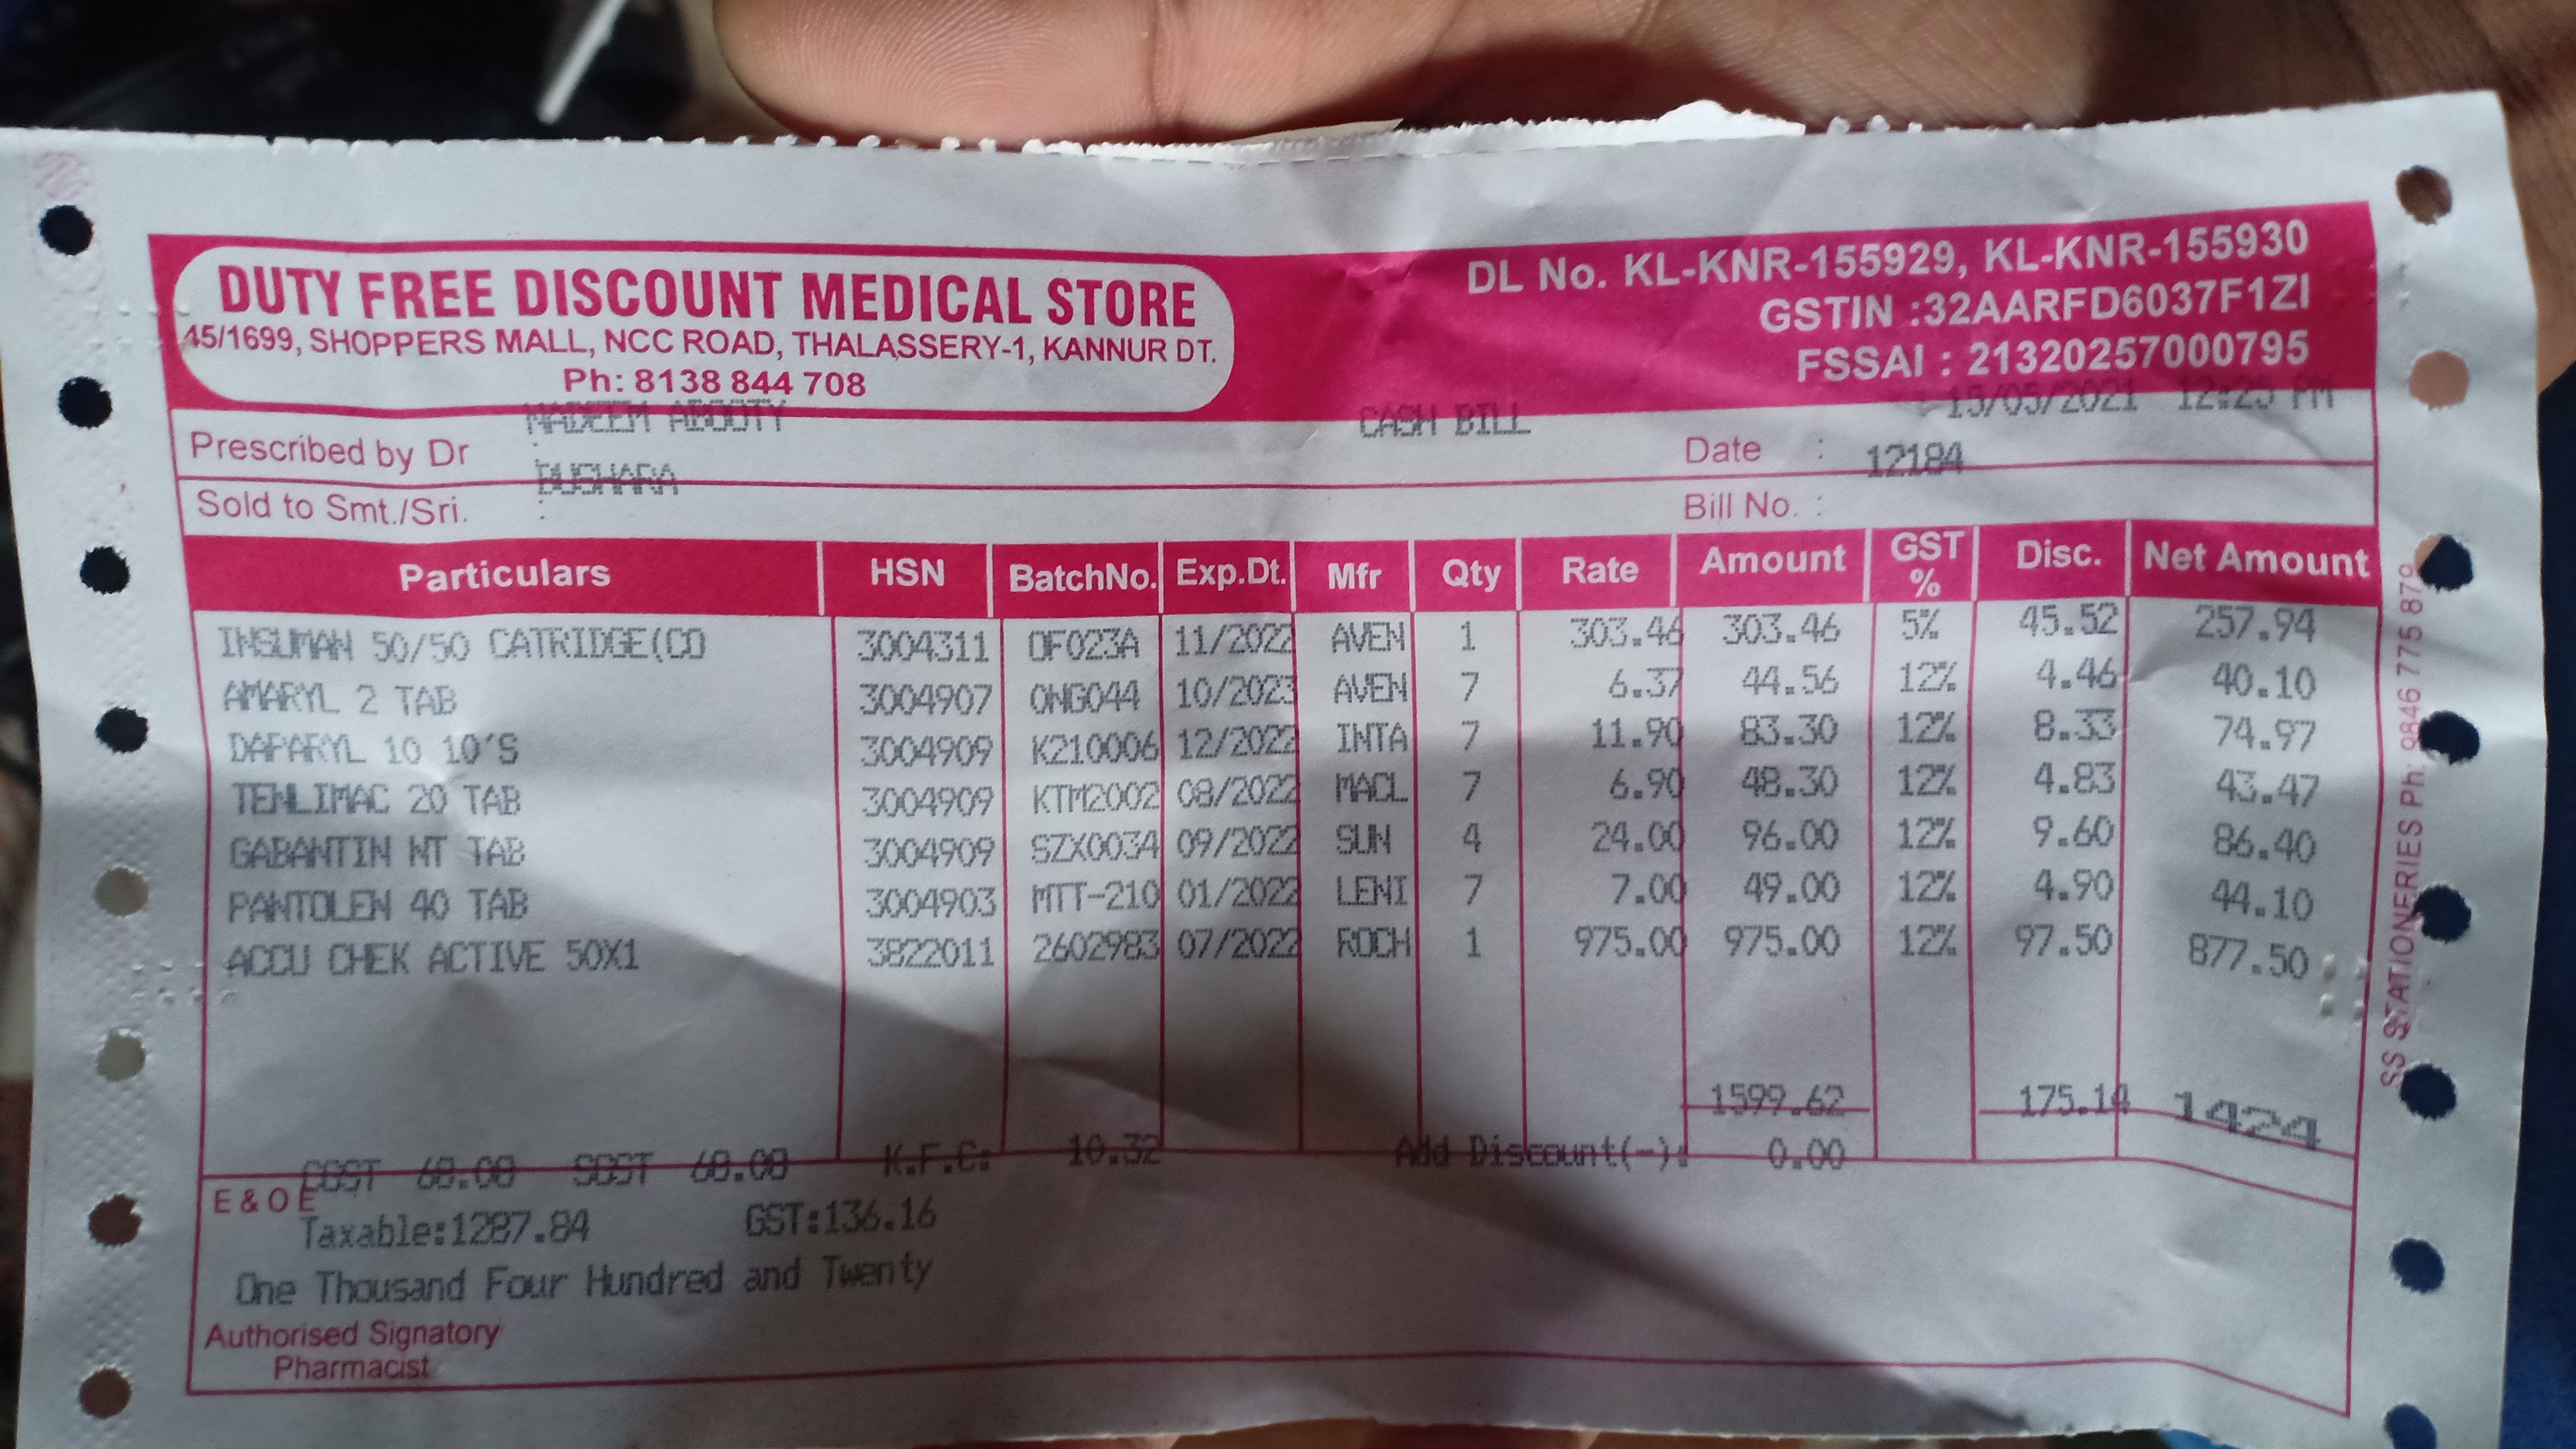 DUTY FREE DISCOUNT MEDICAL STORE
45/1699, SHOPPERS MALL, NCC ROAD, THALASSERY-1, KANNUR DT.
Ph: 8138 844 708
DL No. KL-KNR-155929, KL-KNR-155930
GSTIN :32AARFD6037F1ZI
FSSAI : 21320257000795
NADEEM ABOOTY CASH BILL 15/05/2021 12:25 PM
Prescribed by Dr : Date : 12184
BUSHARA
Sold to Smt./Sri. : Bill No. :
Particulars HSN BatchNo. Exp.Dt. Mfr Qty Rate Amount GST % Disc. Net Amount
INSUMAN 50/50 CATRIDGE(CO 3004311 OF023A 11/2022 AVEN 1 303.46 303.46 5% 45.52 257.94
AMARYL 2 TAB 3004907 ONG044 10/2023 AVEN 7 6.37 44.56 12% 4.46 40.10
DAPARYL 10 10'S 3004909 K210006 12/2022 INTA 7 11.90 83.30 12% 8.33 74.97
TENLIMAC 20 TAB 3004909 KTM2002 08/2022 MACL 7 6.90 48.30 12% 4.83 43.47
GABANTIN NT TAB 3004909 SZX0034 09/2022 SUN 4 24.00 96.00 12% 9.60 86.40
PANTOLEN 40 TAB 3004903 MTT-210 01/2022 LENI 7 7.00 49.00 12% 4.90 44.10
ACCU CHEK ACTIVE 50X1 3822011 2602983 07/2022 ROCH 1 975.00 975.00 12% 97.50 877.50
1599.62 175.14 1424
CGST 68.08 SGST 68.08 K.F.C: 10.32 Add Discount(-): 0.00
E & O E
Taxable:1287.84 GST:136.16
One Thousand Four Hundred and Twenty
Authorised Signatory
Pharmacist
SS STATIONERIES Ph: 9846 775 879